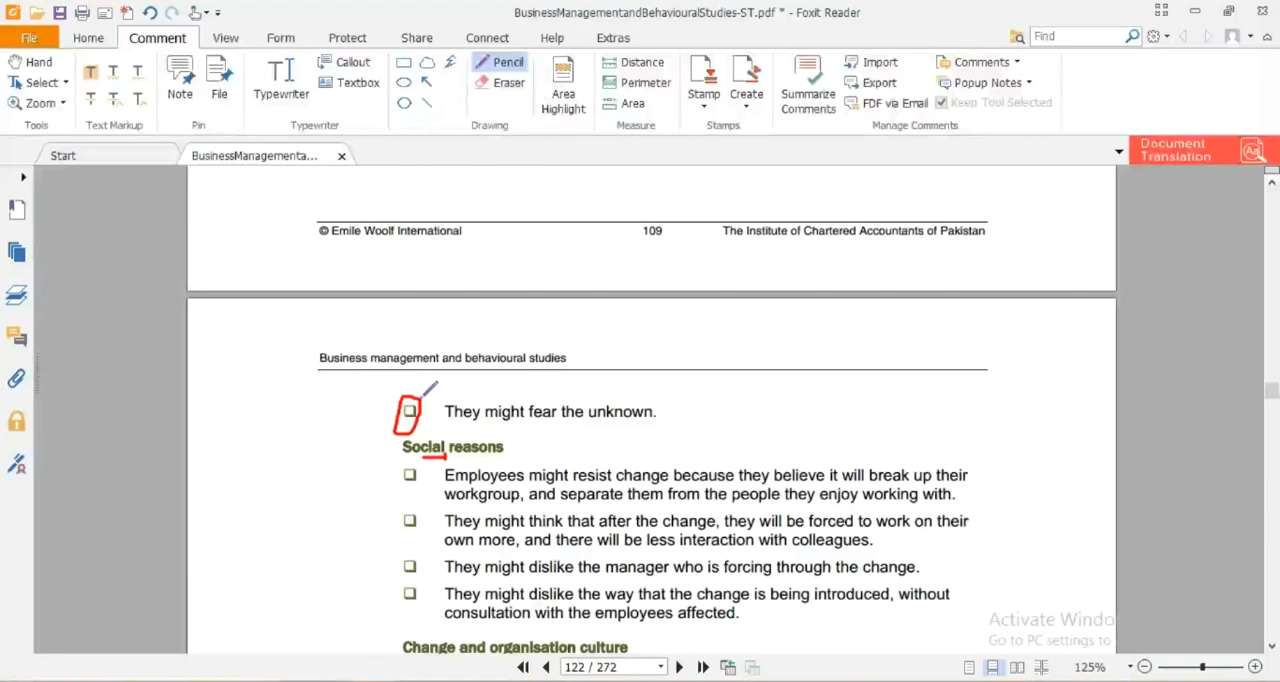 BusinessManagementandBehaviouralStudies-ST.pdf * - Foxit Reader
File Home Comment View Form Protect Share Connect Help Extras Find
Hand
Select
Zoom
Tools
Text Markup
Note
File
Pin
Typewriter
Callout
Textbox
Typewriter
Pencil
Eraser
Drawing
Area
Highlight
Distance
Perimeter
Area
Measure
Stamp
Create
Stamps
Summarize
Comments
Import
Export
FDF via Email
Comments
Popup Notes
Keep Tool Selected
Manage Comments
Start
BusinessManagementa...
Document
Translation
© Emile Woolf International 109 The Institute of Chartered Accountants of Pakistan
Business management and behavioural studies
They might fear the unknown.
Social reasons
Employees might resist change because they believe it will break up their
workgroup, and separate them from the people they enjoy working with.
They might think that after the change, they will be forced to work on their
own more, and there will be less interaction with colleagues.
They might dislike the manager who is forcing through the change.
They might dislike the way that the change is being introduced, without
consultation with the employees affected.
Change and organisation culture
Activate Windo
Go to PC settings to
122 / 272
125%